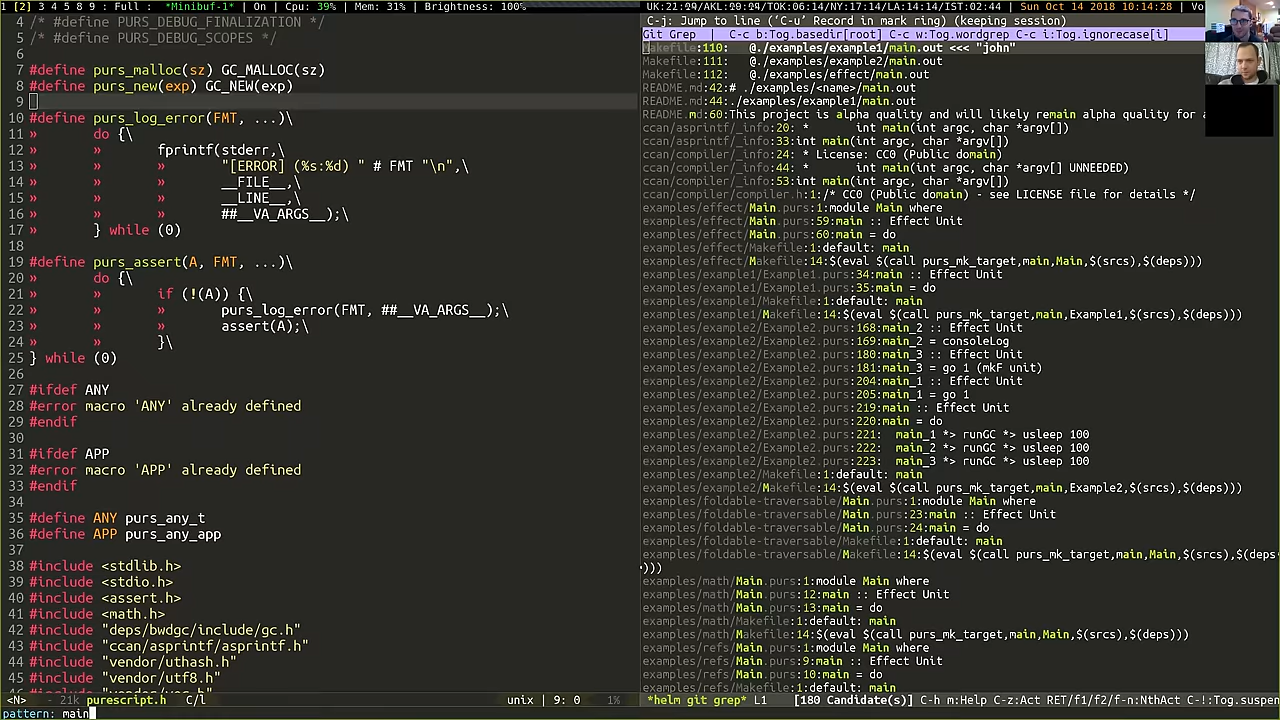 1 [2] 3 4 5 8 9 : Full : *Minibuf-1* | On | Cpu: 39% | Mem: 31% | Brightness: 100%
4 /* #define PURS_DEBUG_FINALIZATION */
5 /* #define PURS_DEBUG_SCOPES */
6
7 #define purs_malloc(sz) GC_MALLOC(sz)
8 #define purs_new(exp) GC_NEW(exp)
9
10 #define purs_log_error(FMT, ...)\
11 » do {\
12 » » fprintf(stderr,\
13 » » » "[ERROR] (%s:%d) " # FMT "\n",\
14 » » » __FILE__,\
15 » » » __LINE__,\
16 » » » ##__VA_ARGS__);\
17 » } while (0)
18
19 #define purs_assert(A, FMT, ...)\
20 » do {\
21 » » if (!(A)) {\
22 » » » purs_log_error(FMT, ##__VA_ARGS__);\
23 » » » assert(A);\
24 » » }\
25 } while (0)
26
27 #ifdef ANY
28 #error macro 'ANY' already defined
29 #endif
30
31 #ifdef APP
32 #error macro 'APP' already defined
33 #endif
34
35 #define ANY purs_any_t
36 #define APP purs_any_app
37
38 #include <stdlib.h>
39 #include <stdio.h>
40 #include <assert.h>
41 #include <math.h>
42 #include "deps/bwdgc/include/gc.h"
43 #include "ccan/asprintf/asprintf.h"
44 #include "vendor/uthash.h"
45 #include "vendor/utf8.h"
<N> - 21k purescript.h C/l unix | 9: 0 1%
pattern: main
Sun Oct 14 2018 10:14:28 | Vo
C-j: Jump to line (‘C-u’ Record in mark ring) (keeping session)
Git Grep | C-c b:Tog.basedir[root] C-c w:Tog.wordgrep C-c i:Tog.ignorecase[i]
Makefile:110: @./examples/example1/main.out <<< "john"
Makefile:111: @./examples/example2/main.out
Makefile:112: @./examples/effect/main.out
README.md:42:# ./examples/<name>/main.out
README.md:44:./examples/example1/main.out
README.md:60:This project is alpha quality and will likely remain alpha quality for a
ccan/asprintf/_info:20: * int main(int argc, char *argv[])
ccan/asprintf/_info:33:int main(int argc, char *argv[])
ccan/compiler/_info:24: * License: CC0 (Public domain)
ccan/compiler/_info:44: * int main(int argc, char *argv[] UNNEEDED)
ccan/compiler/_info:53:int main(int argc, char *argv[])
ccan/compiler/compiler.h:1:/* CC0 (Public domain) - see LICENSE file for details */
examples/effect/Main.purs:1:module Main where
examples/effect/Main.purs:59:main :: Effect Unit
examples/effect/Main.purs:60:main = do
examples/effect/Makefile:1:default: main
examples/effect/Makefile:14:$(eval $(call purs_mk_target,main,Main,$(srcs),$(deps)))
examples/example1/Example1.purs:34:main :: Effect Unit
examples/example1/Example1.purs:35:main = do
examples/example1/Makefile:1:default: main
examples/example1/Makefile:14:$(eval $(call purs_mk_target,main,Example1,$(srcs),$(deps)))
examples/example2/Example2.purs:168:main_2 :: Effect Unit
examples/example2/Example2.purs:169:main_2 = consoleLog
examples/example2/Example2.purs:180:main_3 :: Effect Unit
examples/example2/Example2.purs:181:main_3 = go 1 (mkF unit)
examples/example2/Example2.purs:204:main_1 :: Effect Unit
examples/example2/Example2.purs:205:main_1 = go 1
examples/example2/Example2.purs:219:main :: Effect Unit
examples/example2/Example2.purs:220:main = do
examples/example2/Example2.purs:221: main_1 *> runGC *> usleep 100
examples/example2/Example2.purs:222: main_2 *> runGC *> usleep 100
examples/example2/Example2.purs:223: main_3 *> runGC *> usleep 100
examples/example2/Makefile:1:default: main
examples/example2/Makefile:14:$(eval $(call purs_mk_target,main,Example2,$(srcs),$(deps)))
examples/foldable-traversable/Main.purs:1:module Main where
examples/foldable-traversable/Main.purs:23:main :: Effect Unit
examples/foldable-traversable/Main.purs:24:main = do
examples/foldable-traversable/Makefile:1:default: main
examples/foldable-traversable/Makefile:14:$(eval $(call purs_mk_target,main,Main,$(srcs),$(deps
)))
examples/math/Main.purs:1:module Main where
examples/math/Main.purs:12:main :: Effect Unit
examples/math/Main.purs:13:main = do
examples/math/Makefile:1:default: main
examples/math/Makefile:14:$(eval $(call purs_mk_target,main,Main,$(srcs),$(deps)))
examples/refs/Main.purs:1:module Main where
examples/refs/Main.purs:9:main :: Effect Unit
examples/refs/Main.purs:10:main = do
examples/refs/Makefile:1:default: main
*helm git grep* L1 [180 Candidate(s)] C-h m:Help C-z:Act RET/f1/f2/f-n:NthAct C-!:Tog.suspe